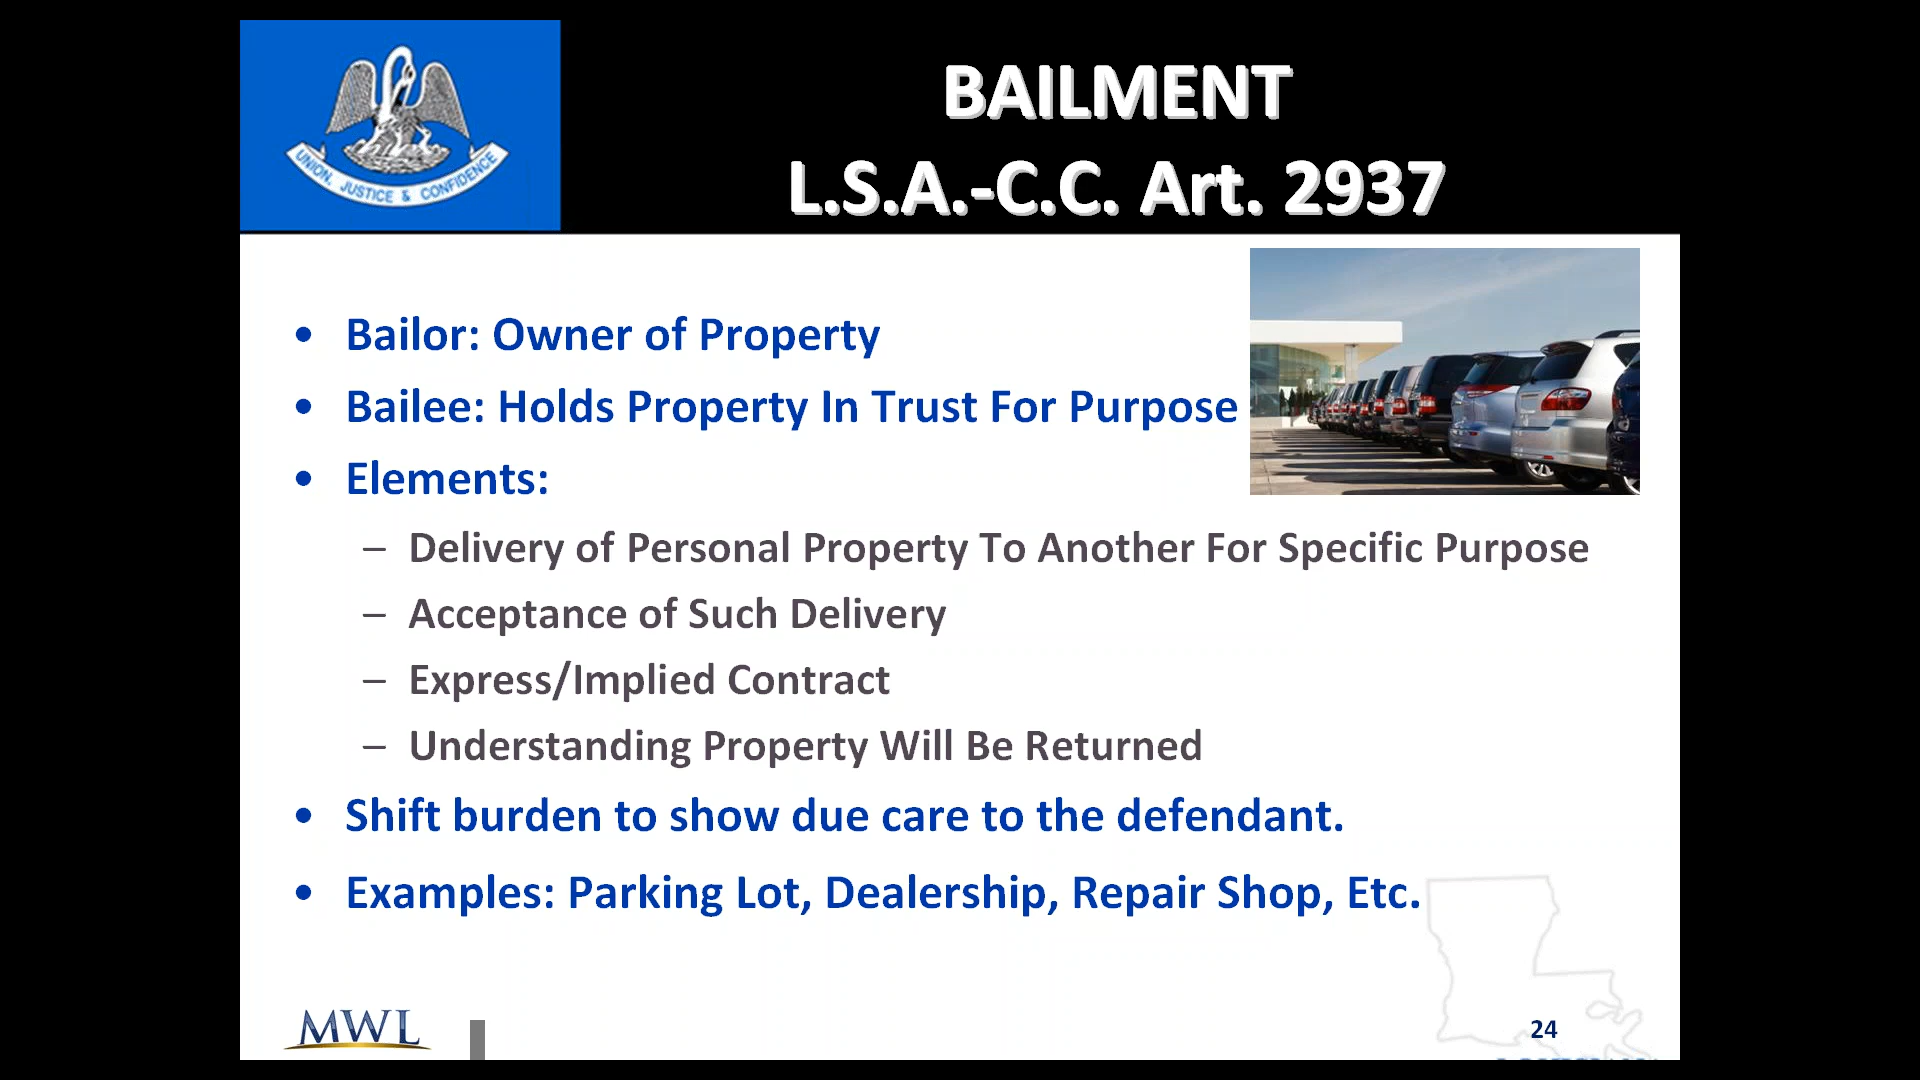 UNION, JUSTICE & CONFIDENCE
BAILMENT
L.S.A.-C.C. Art. 2937
• Bailor: Owner of Property
• Bailee: Holds Property In Trust For Purpose
• Elements:
– Delivery of Personal Property To Another For Specific Purpose
– Acceptance of Such Delivery
– Express/Implied Contract
– Understanding Property Will Be Returned
• Shift burden to show due care to the defendant.
• Examples: Parking Lot, Dealership, Repair Shop, Etc.
MWL
24